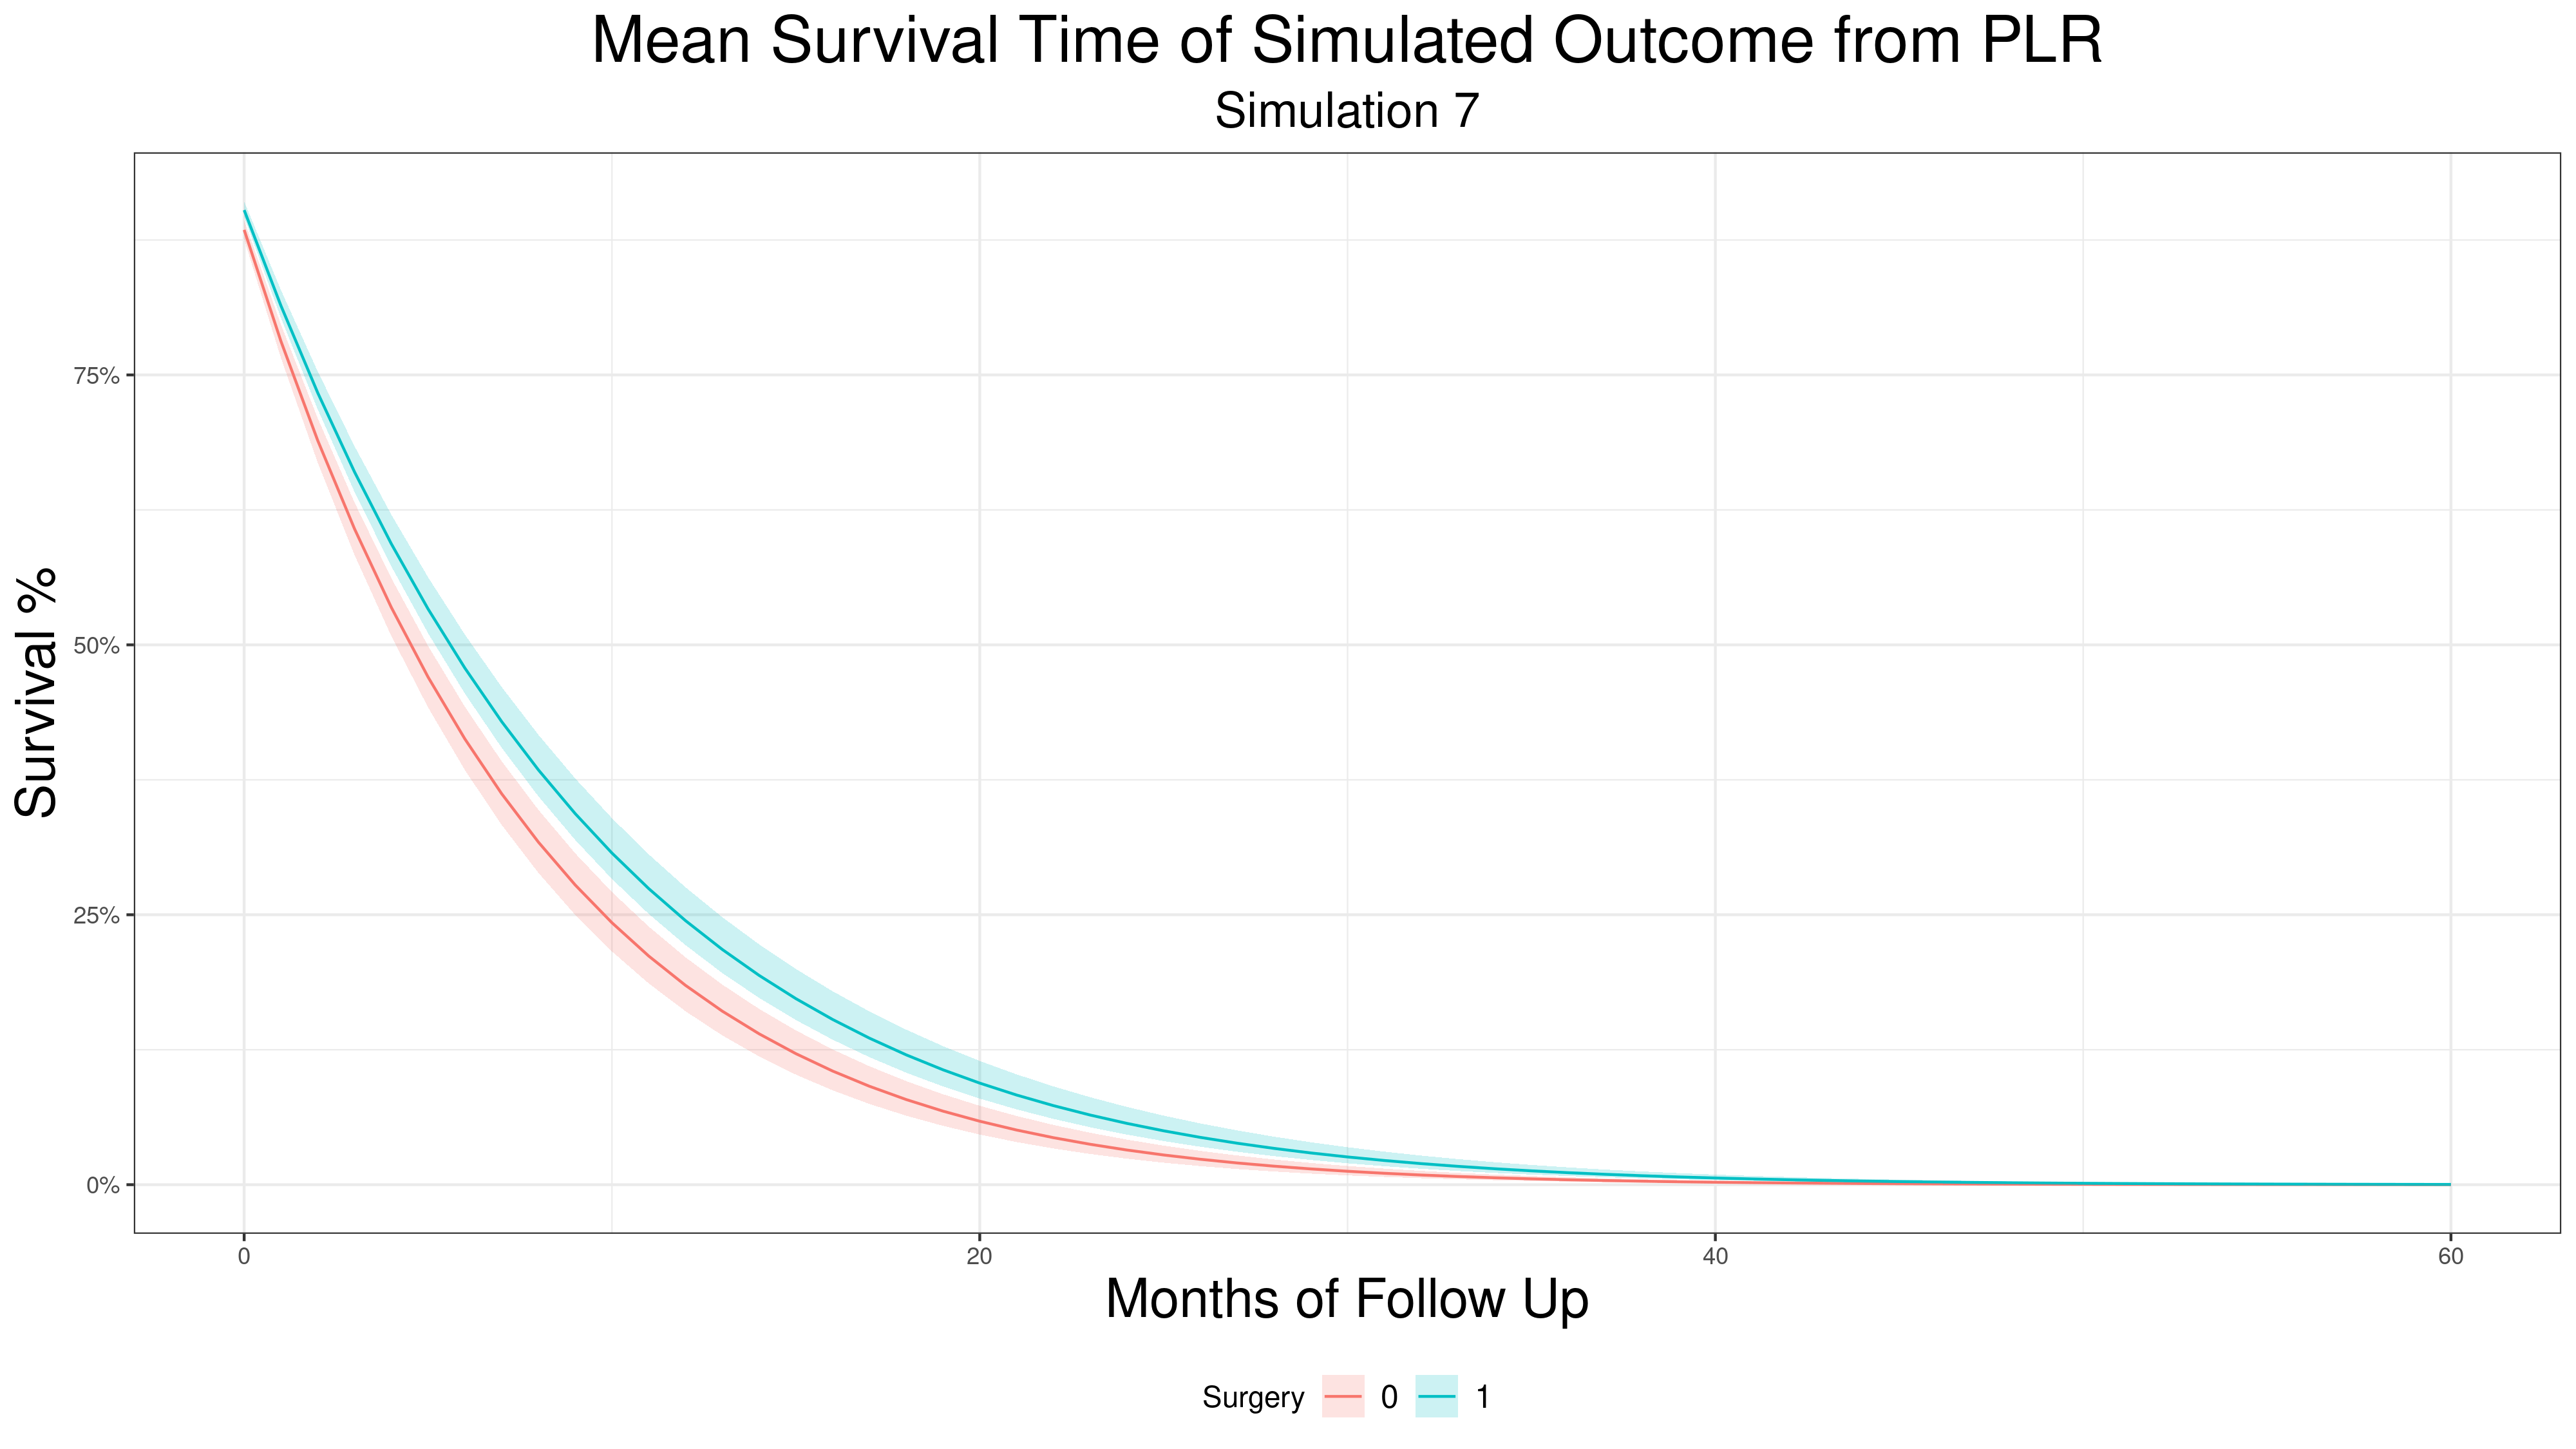 Mean Survival Time of Simulated Outcome from PLR
Simulation 7
Survival %
75%
50%
25%
0%
0 20 40 60
Months of Follow Up
Surgery 0 1